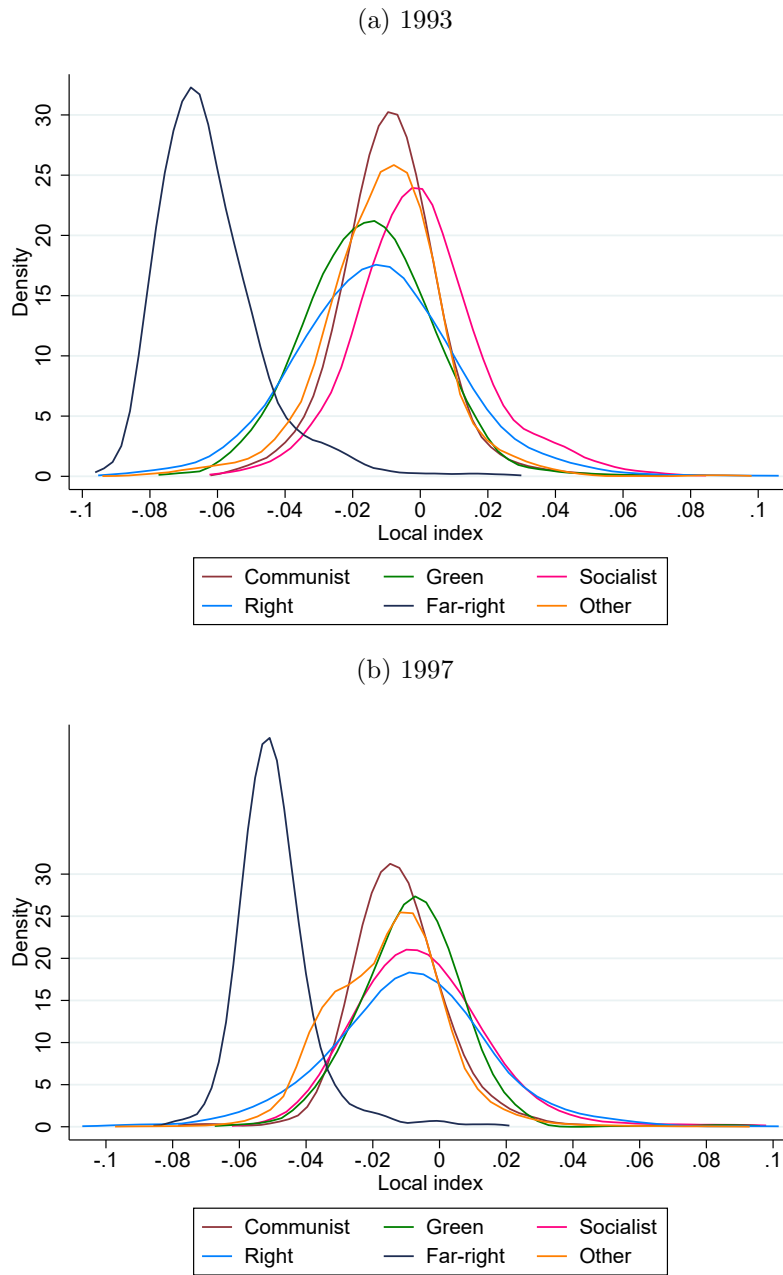 (a) 1993
30
25
20
15
10
5
0
Density
-.1 -.08 -.06 -.04 -.02 0 .02 .04 .06 .08 .1
Local index
Communist Green Socialist
Right Far-right Other
(b) 1997
30
25
20
15
10
5
0
Density
-.1 -.08 -.06 -.04 -.02 0 .02 .04 .06 .08 .1
Local index
Communist Green Socialist
Right Far-right Other